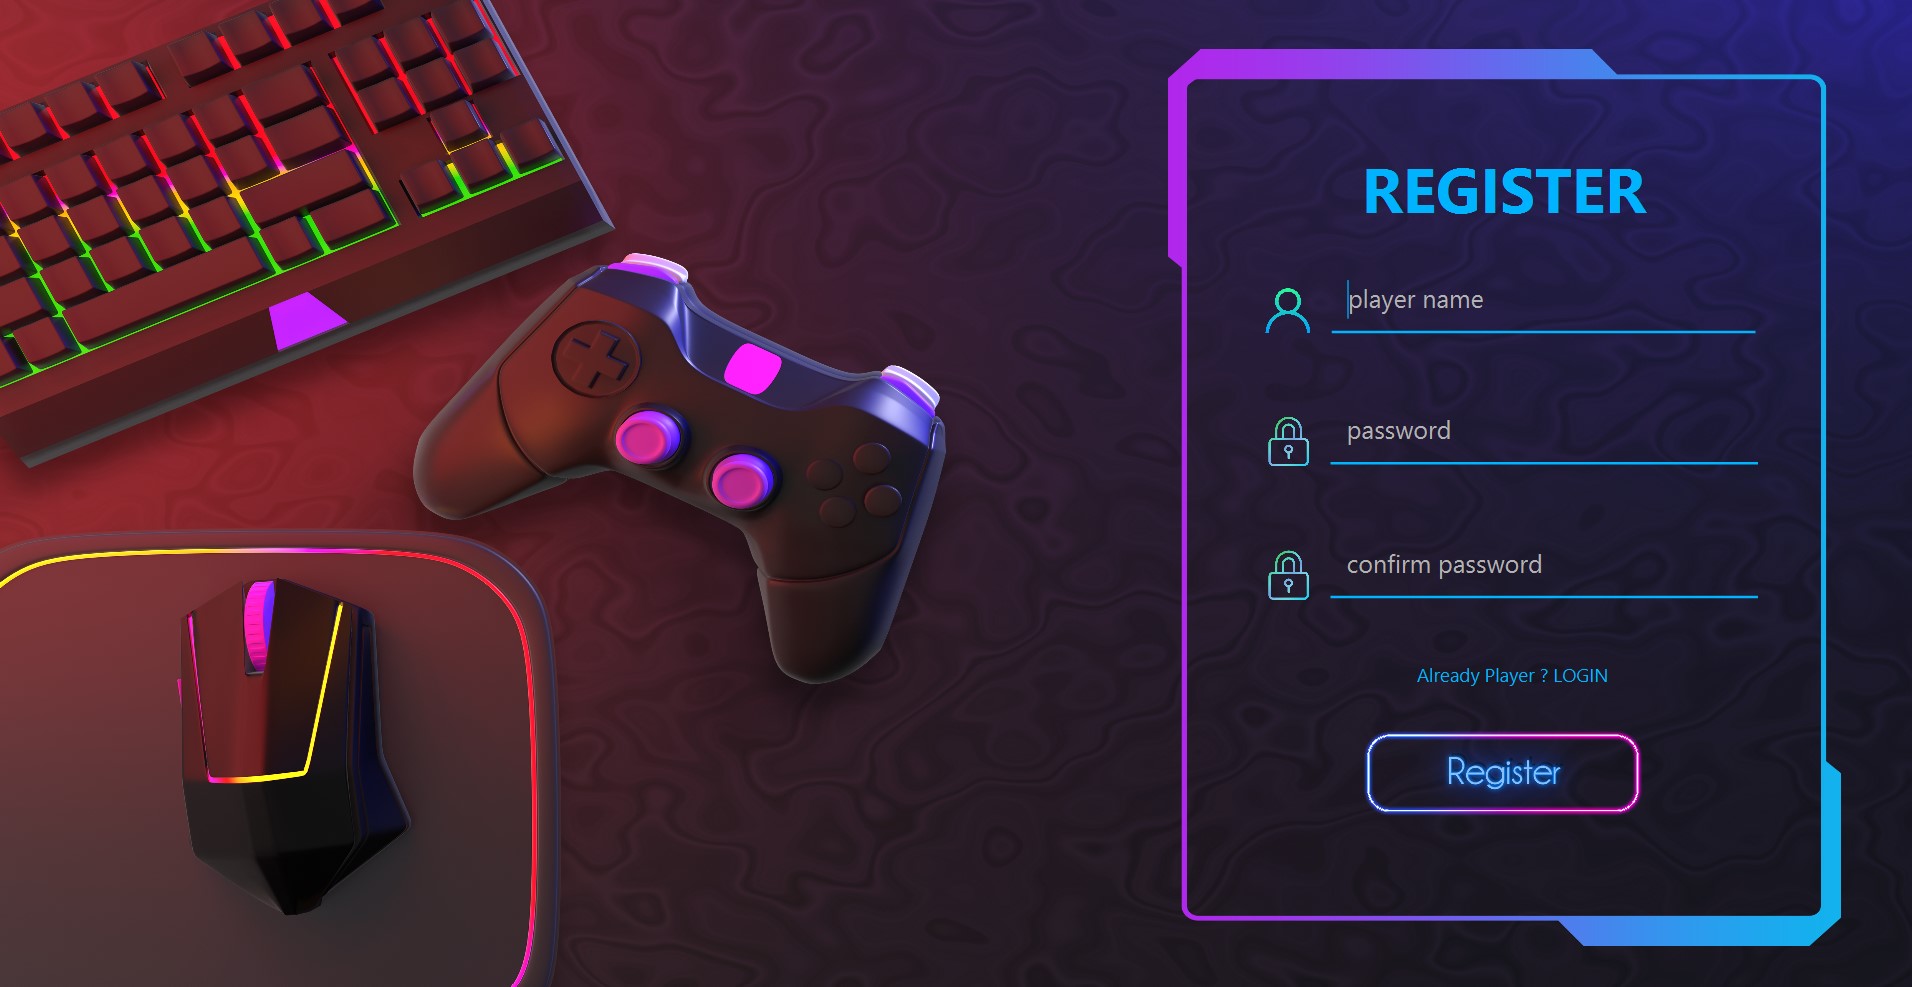 REGISTER
player name
password
confirm password
Already Player ? LOGIN
Register